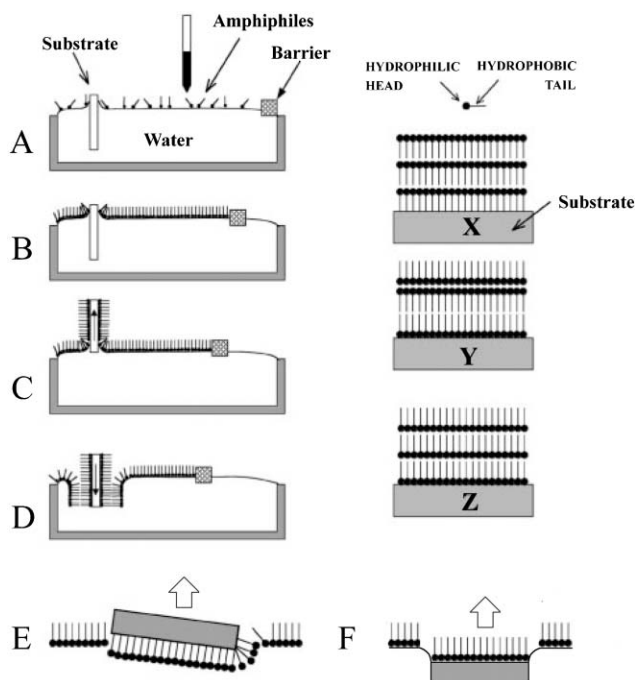 Amphiphiles
Substrate
Barrier
A
Water
B
C
D
E
HYDROPHILIC HYDROPHOBIC
HEAD TAIL
Substrate
X
Y
Z
F